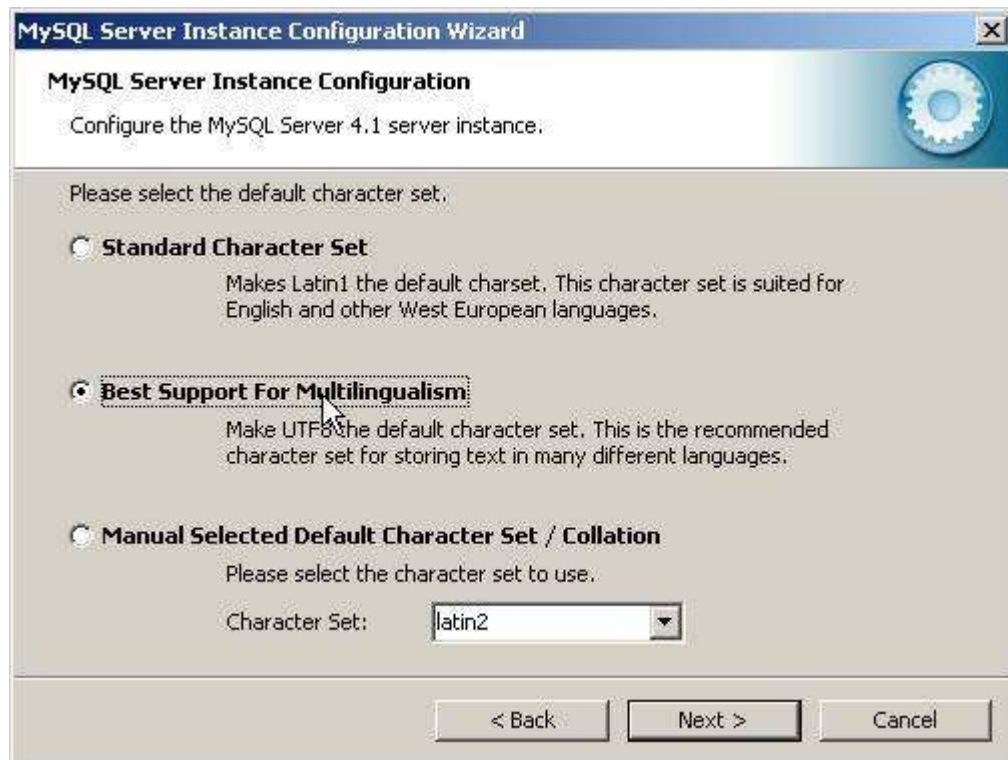 MySQL Server Instance Configuration Wizard
MySQL Server Instance Configuration
Configure the MySQL Server 4.1 server instance.
Please select the default character set.
Standard Character Set
Makes Latin1 the default charset. This character set is suited for
English and other West European languages.
Best Support For Multilingualism
Make UTF8 the default character set. This is the recommended
character set for storing text in many different languages.
Manual Selected Default Character Set / Collation
Please select the character set to use.
Character Set: latin2
< Back Next > Cancel